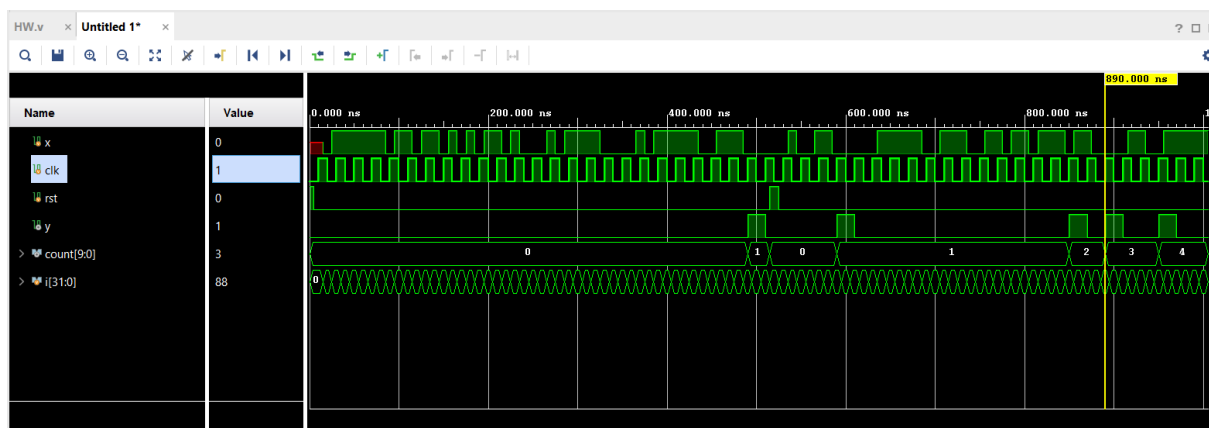 HW.v × Untitled 1* × ?
890.000 ns
Name Value 0.000 ns 200.000 ns 400.000 ns 600.000 ns 800.000 ns
x 0
clk 1
rst 0
y 1
> count[9:0] 3 0 1 0 1 2 3 4
> i[31:0] 88 0